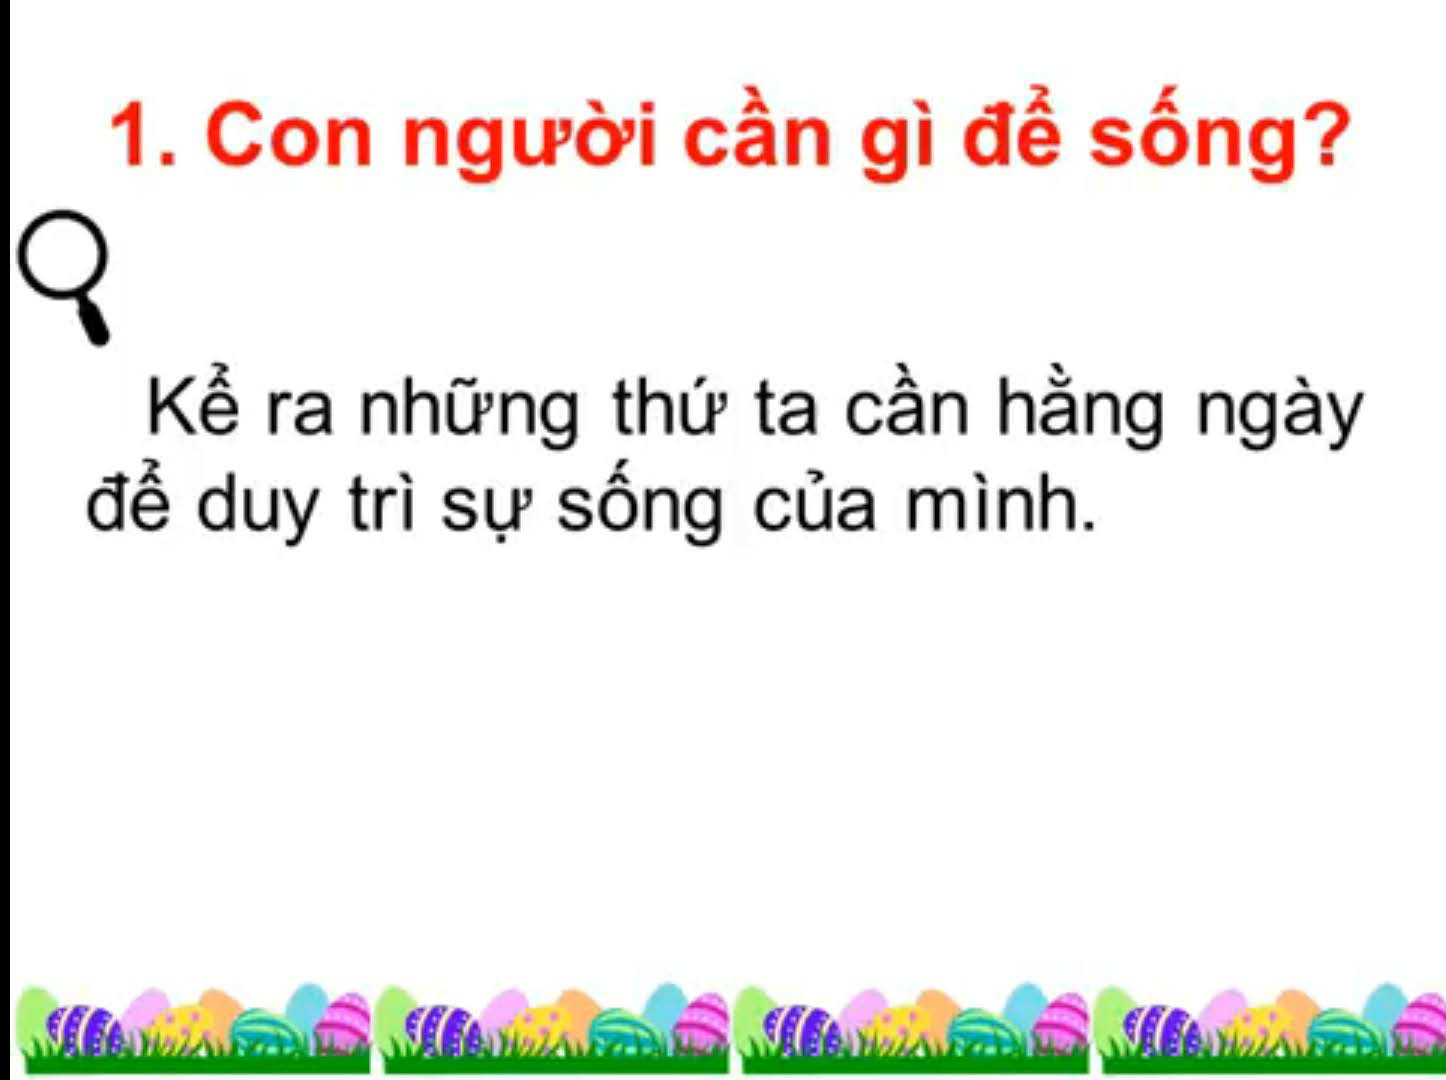 1. Con người cần gì để sống?
Kể ra những thứ ta cần hằng ngày
để duy trì sự sống của mình.